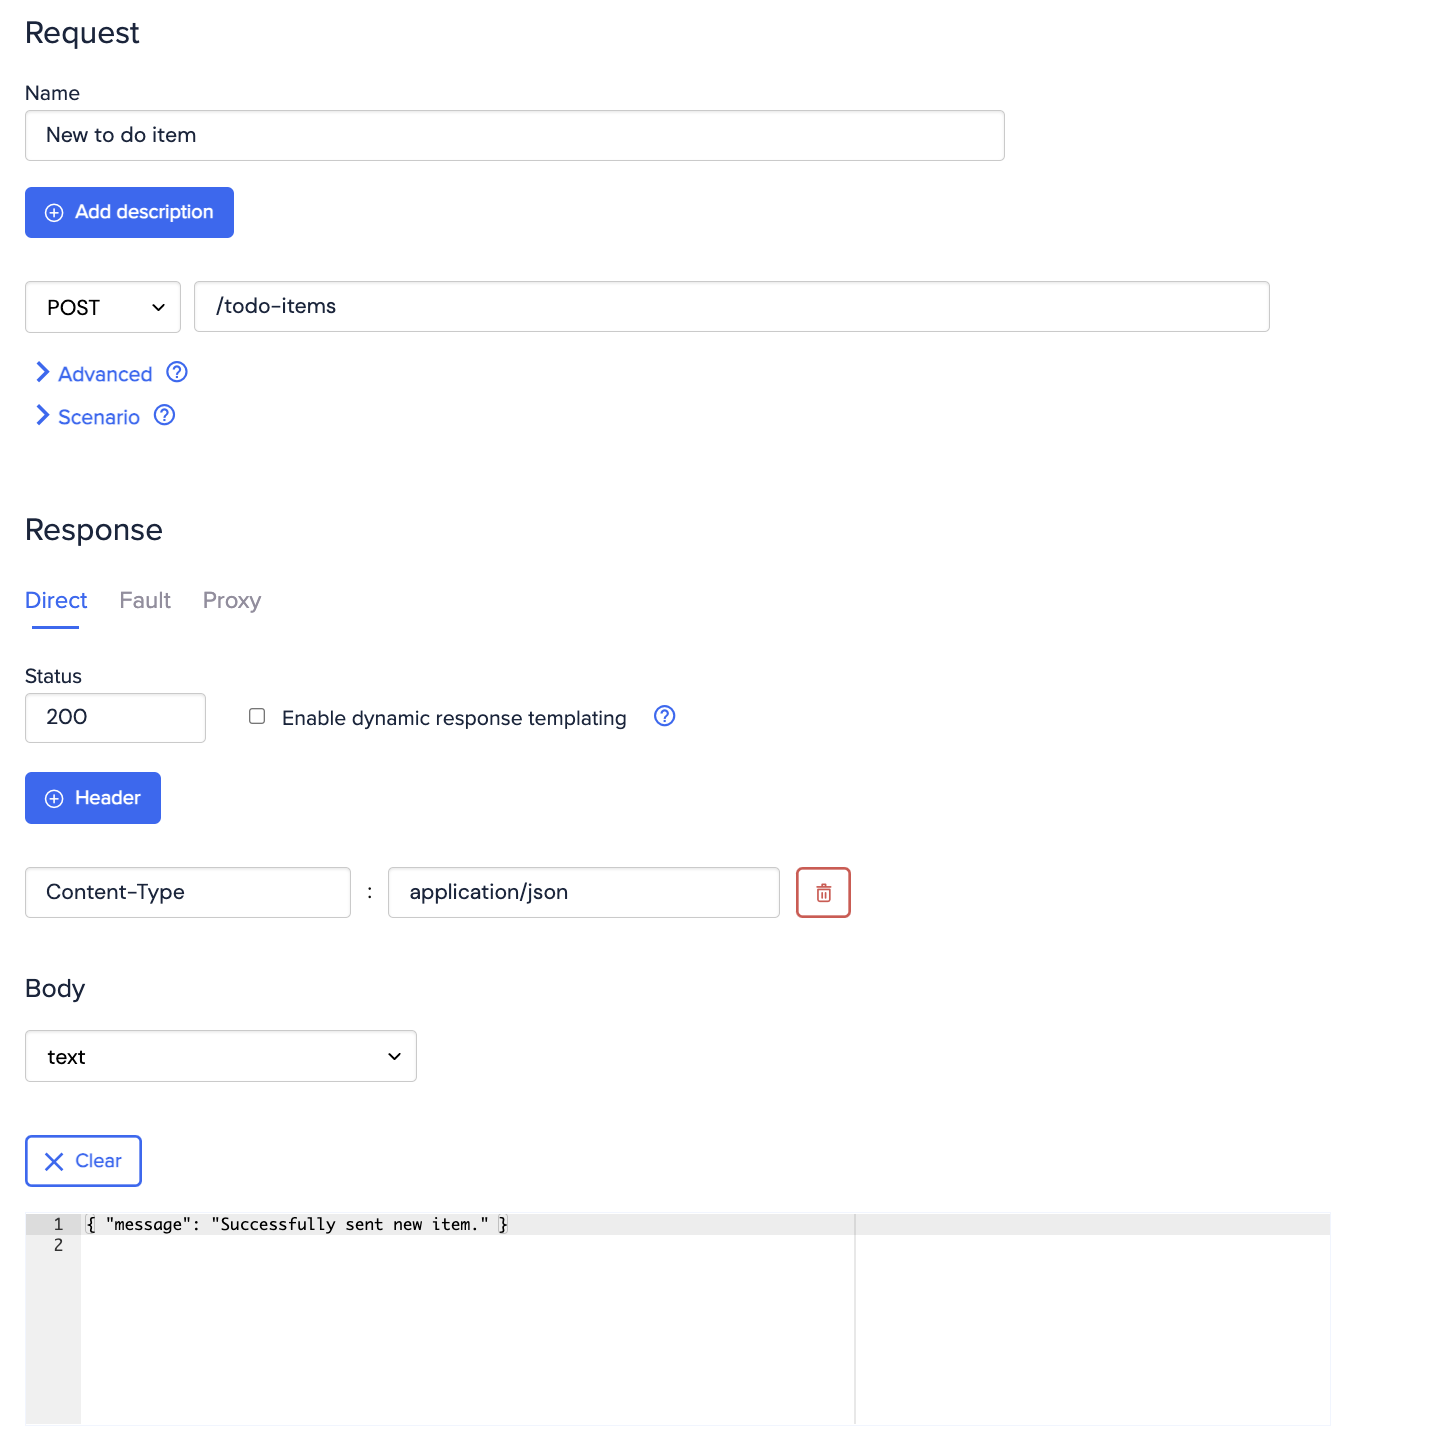 Request
Name
New to do item
Add description
POST /todo-items
Advanced ?
Scenario ?
Response
Direct Fault Proxy
Status
200 Enable dynamic response templating ?
Header
Content-Type : application/json
Body
text
Clear
1 { "message": "Successfully sent new item." }
2